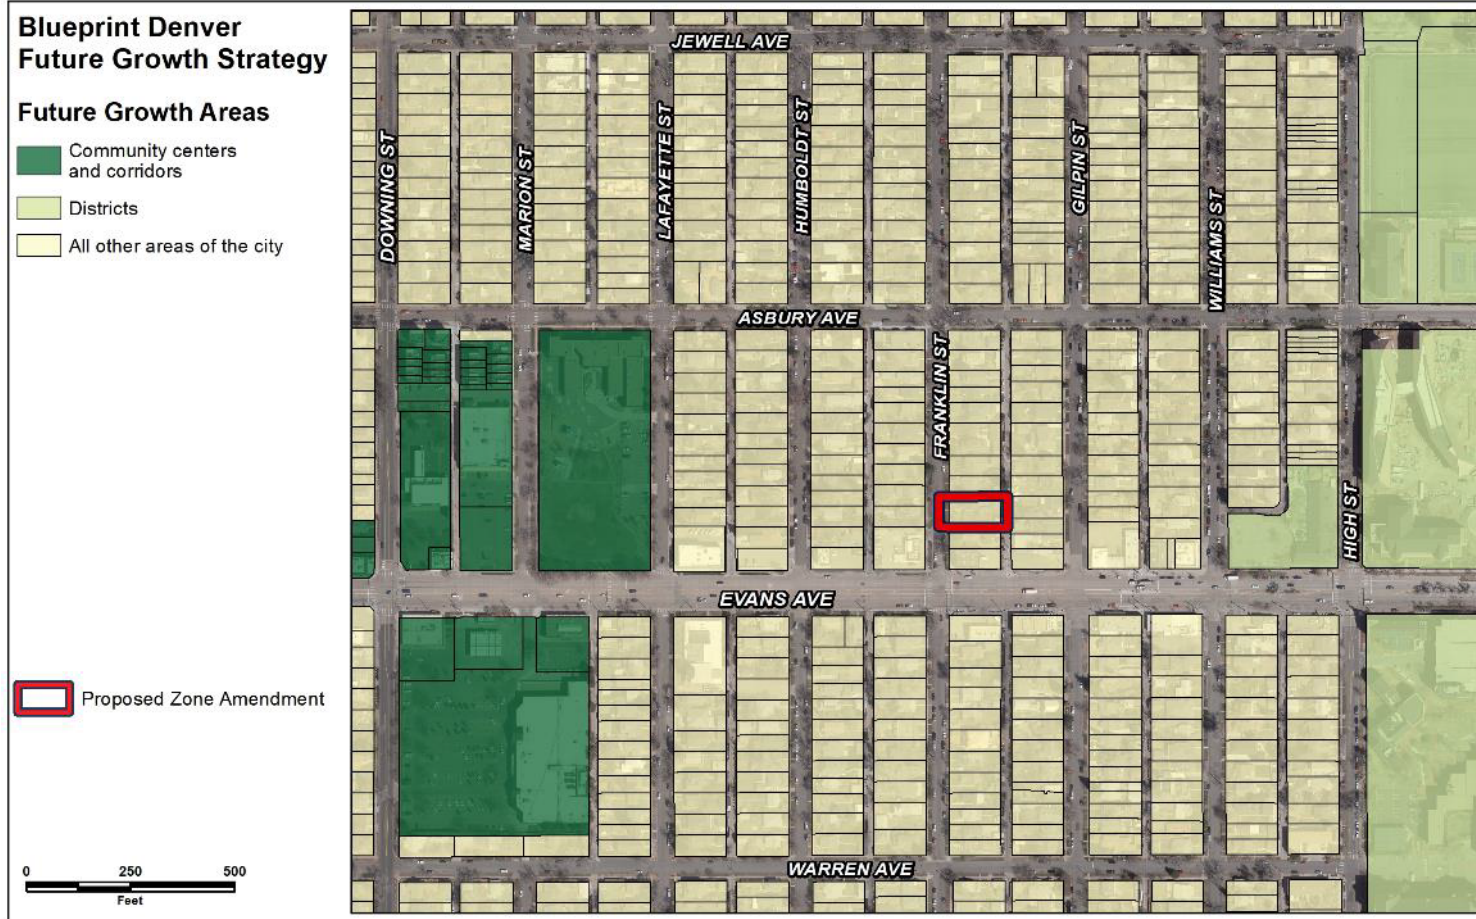 Blueprint Denver
Future Growth Strategy
Future Growth Areas
Community centers
and corridors
Districts
All other areas of the city
Proposed Zone Amendment
0 250 500
Feet
JEWELL AVE
DOWNING ST
MARION ST
LAFAYETTE ST
HUMBOLDT ST
GILPIN ST
WILLIAMS ST
ASBURY AVE
FRANKLIN ST
HIGH ST
EVANS AVE
WARREN AVE